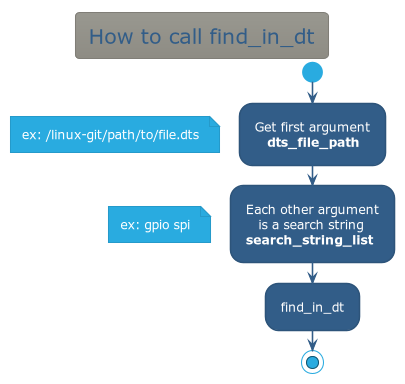 How to call find_in_dt
ex: /linux-git/path/to/file.dts
Get first argument
dts_file_path
ex: gpio spi
Each other argument
is a search string
search_string_list
find_in_dt